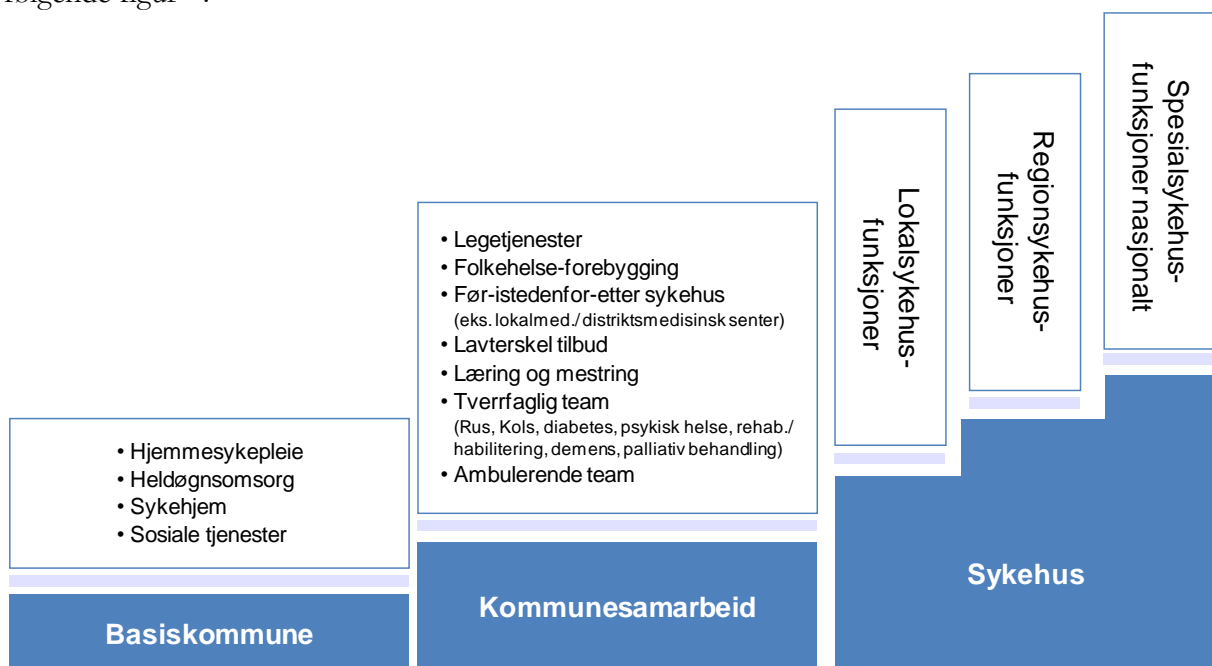 følgende figur
• Hjemmesykepleie
• Heldøgnsomsorg
• Sykehjem
• Sosiale tjenester
Basiskommune
• Legetjenester
• Folkehelse-forebygging
• Før-istedenfor-etter sykehus
(eks. lokalmed./ distriktsmedisinsk senter)
• Lavterskel tilbud
• Læring og mestring
• Tverrfaglig team
(Rus, Kols, diabetes, psykisk helse, rehab./
habilitering, demens, palliativ behandling)
• Ambulerende team
Kommunesamarbeid
Lokalsykehus-
funksjoner
Regionsykehus-
funksjoner
Spesialsykehus-
funksjoner nasjonalt
Sykehus